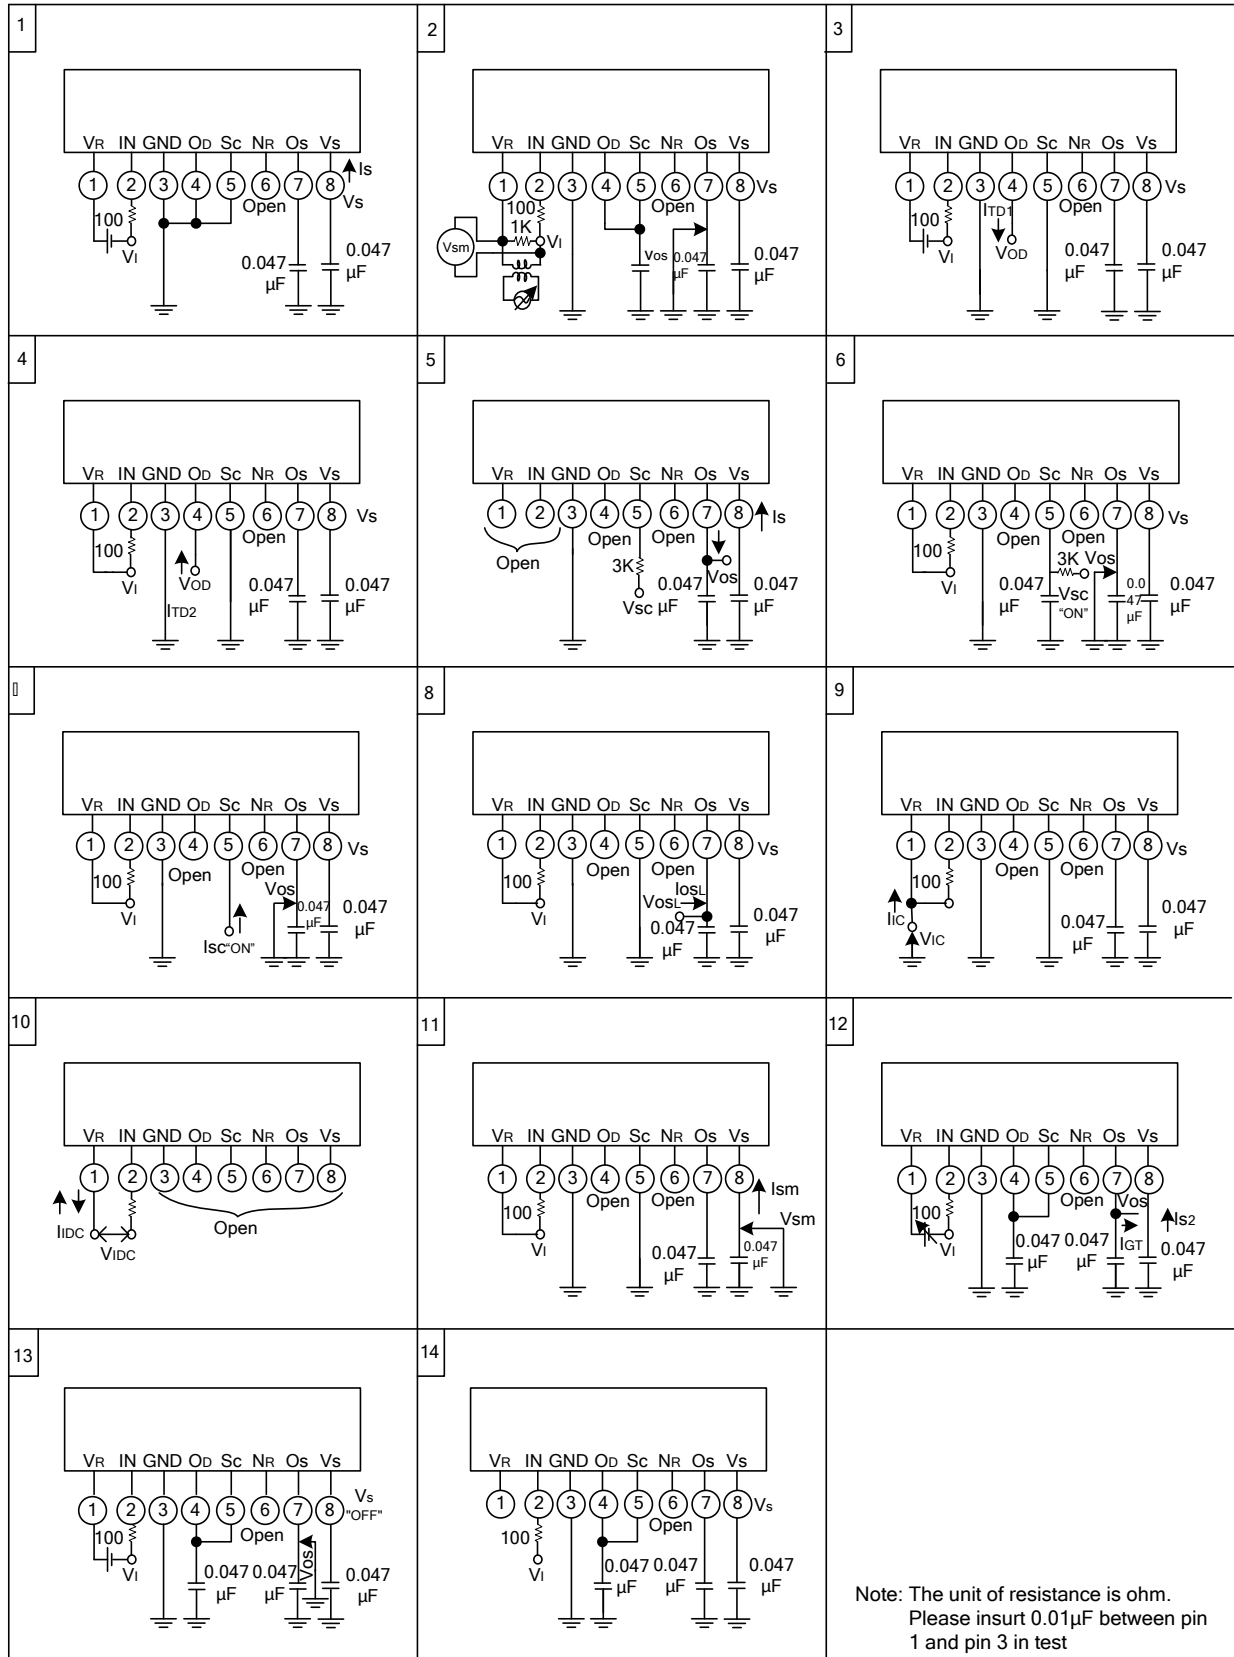 1
VR IN GND OD Sc NR Os Vs
1 2 3 4 5 6 7 8 Is
Open Vs
100
VI
0.047 0.047
µF µF
2
VR IN GND OD Sc NR Os Vs
1 2 3 4 5 6 7 8 Vs
100 Open
1K
Vsm VI
Vos 0.047 0.047
µF µF
3
VR IN GND OD Sc NR Os Vs
1 2 3 4 5 6 7 8 Vs
ITD1 Open
100
VI VOD
0.047 0.047
µF µF
4
VR IN GND OD Sc NR Os Vs
1 2 3 4 5 6 7 8 Vs
Open
100
VI VOD
0.047 0.047
µF µF
ITD2
5
VR IN GND OD Sc NR Os Vs
1 2 3 4 5 6 7 8 Is
Open Open
Open
3K Vos
0.047 0.047
Vsc µF µF
6
VR IN GND OD Sc NR Os Vs
1 2 3 4 5 6 7 8 Vs
Open Open
100
3K Vos
VI
0.047 Vsc 0.0 0.047
µF "ON" 47 µF
µF
VR IN GND OD Sc NR Os Vs
1 2 3 4 5 6 7 8 Vs
Open Open
100
Vos
VI
0.047 0.047
µF µF
Isc"ON"
8
VR IN GND OD Sc NR Os Vs
1 2 3 4 5 6 7 8 Vs
Open Open
100
IosL
VosL
VI
0.047 0.047
µF µF
9
VR IN GND OD Sc NR Os Vs
1 2 3 4 5 6 7 8 Vs
Open Open
100
IIC
VIC
0.047 0.047
µF µF
10
VR IN GND OD Sc NR Os Vs
1 2 3 4 5 6 7 8
Open
IIDC
VIDC
11
VR IN GND OD Sc NR Os Vs
1 2 3 4 5 6 7 8
Open Open Ism
100
Vsm
VI
0.047 0.047
µF µF
12
VR IN GND OD Sc NR Os Vs
1 2 3 4 5 6 7 8
Open Vos
100
Is2
VI IGT
0.047 0.047 0.047
µF µF µF
13
VR IN GND OD Sc NR Os Vs
1 2 3 4 5 6 7 8 Vs
"OFF"
Open
100
VI Vos
0.047 0.047 0.047
µF µF µF
14
VR IN GND OD Sc NR Os Vs
1 2 3 4 5 6 7 8 Vs
Open
100
VI
0.047 0.047 0.047
µF µF µF
Note: The unit of resistance is ohm.
Please insurt 0.01µF between pin
1 and pin 3 in test